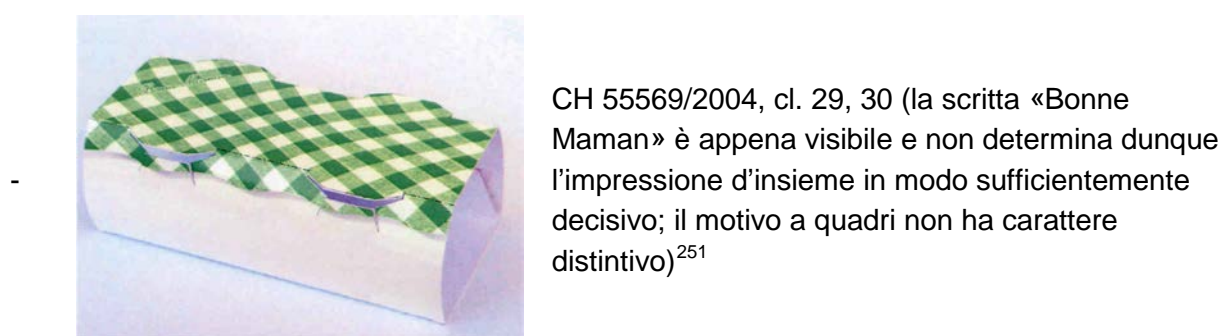 CH 55569/2004, cl. 29, 30 (la scritta «Bonne
Maman» è appena visibile e non determina dunque
- l'impressione d'insieme in modo sufficientemente
decisivo; il motivo a quadri non ha carattere
distintivo)251